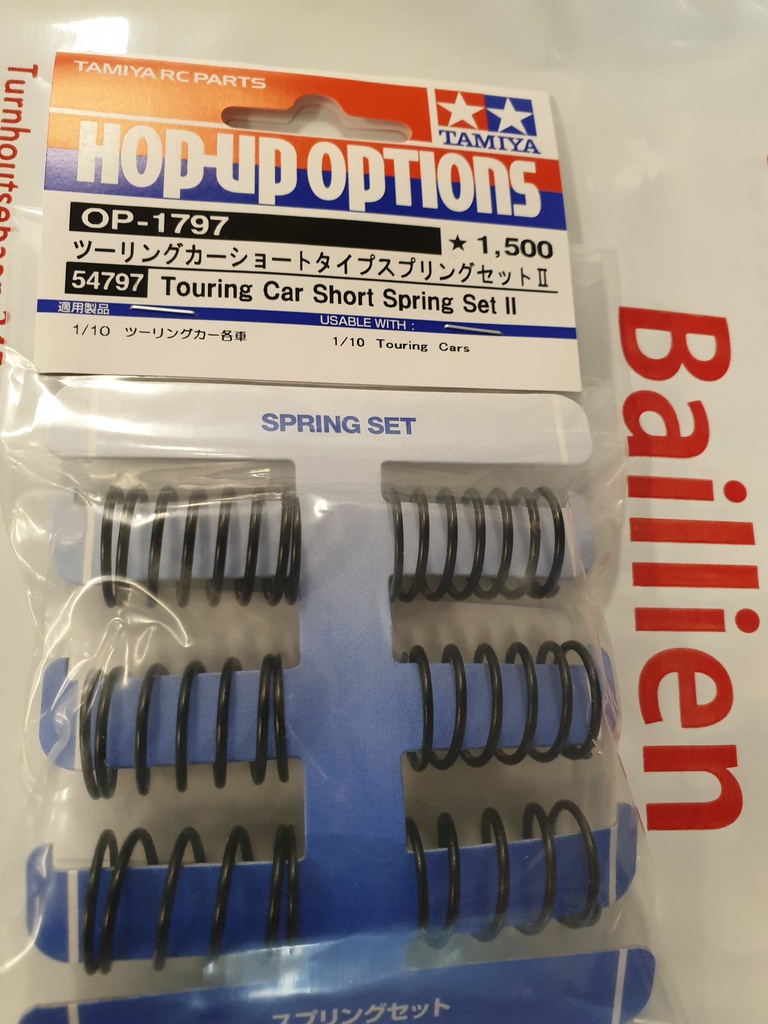 TAMIYA RC PARTS
TAMIYA
HOP-UP OPTIONS
OP-1797
★ 1,500
ツーリングカーショートタイプスプリングセットⅡ
54797 Touring Car Short Spring Set II
適用製品
USABLE WITH :
1/10 ツーリングカー各車
1/10 Touring Cars
SPRING SET
スプリングセット
Baillien